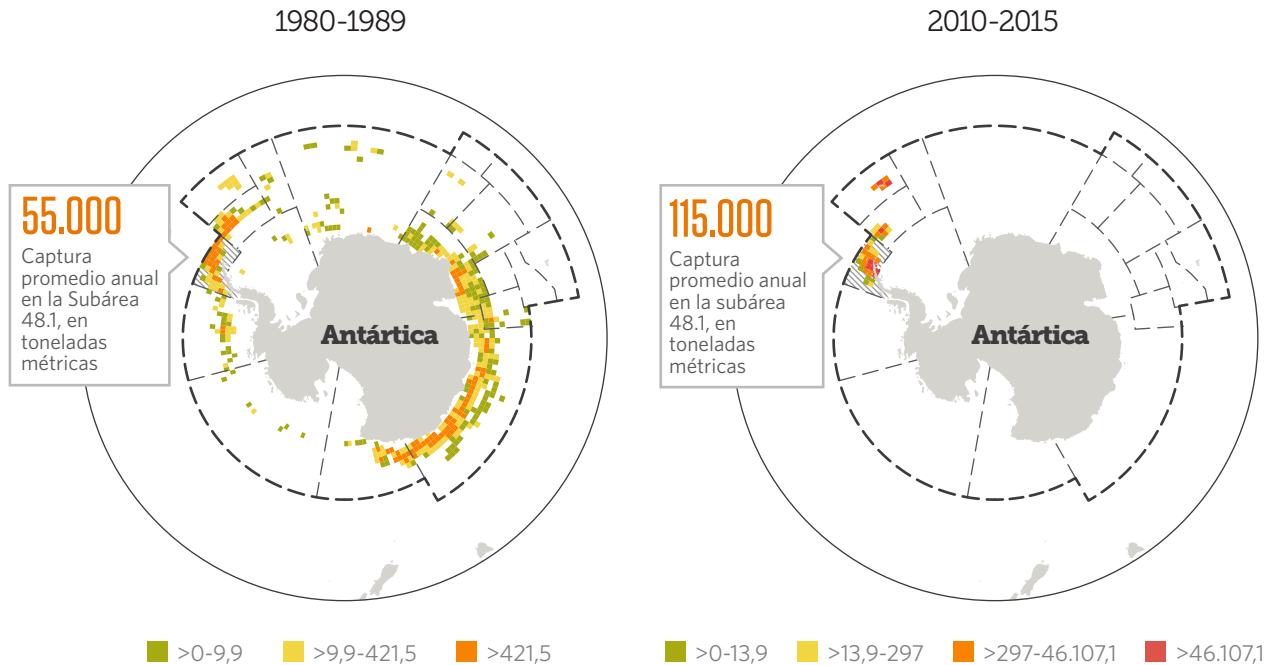 1980-1989
55.000
Captura
promedio anual
en la Subárea
48.1, en
toneladas
métricas
Antártica
>0-9,9
>9,9-421,5
>421,5
2010-2015
115.000
Captura
promedio anual
en la subárea
48.1, en
toneladas
métricas
Antártica
>0-13,9
>13,9-297
>297-46.107,1
>46.107,1